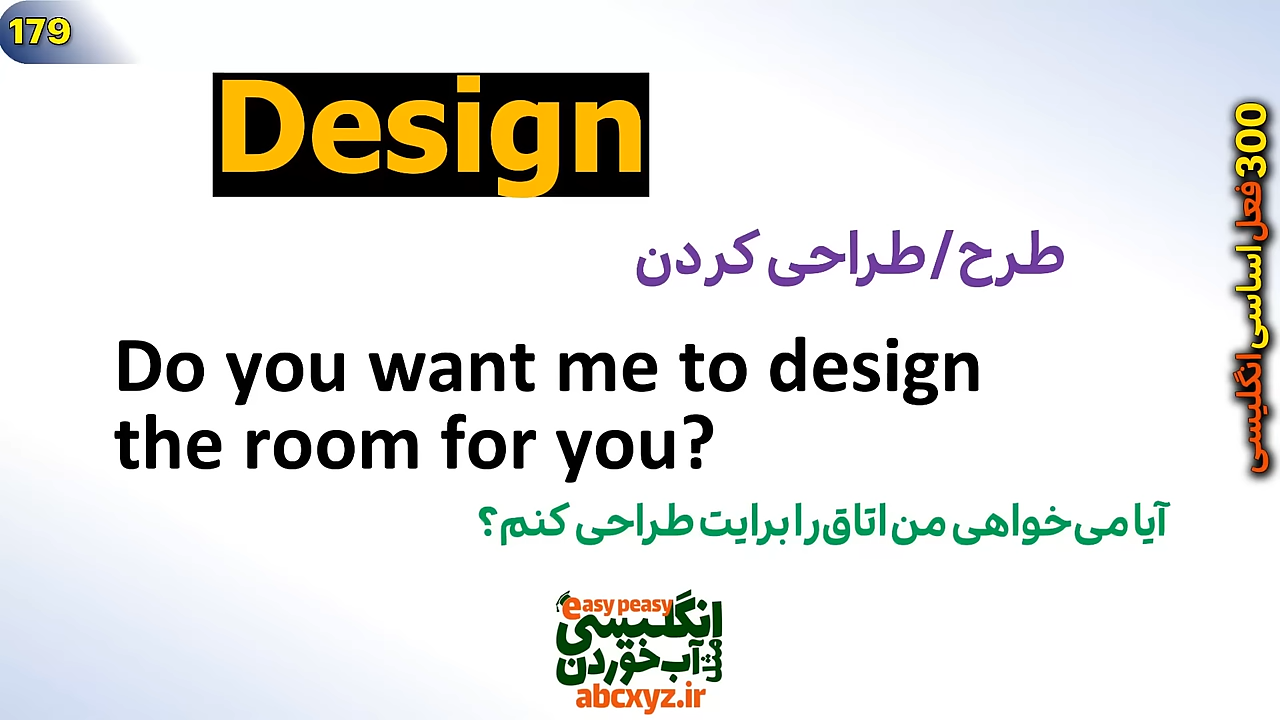 179
Design
طرح/طراحی کردن
Do you want me to design
the room for you?
آیا می‌خواهی من اتاق را برایت طراحی کنم؟
300 فعل اساسی انگلیسی
easy peasy
انگلیسی
مثل
آب خوردن
abcxyz.ir